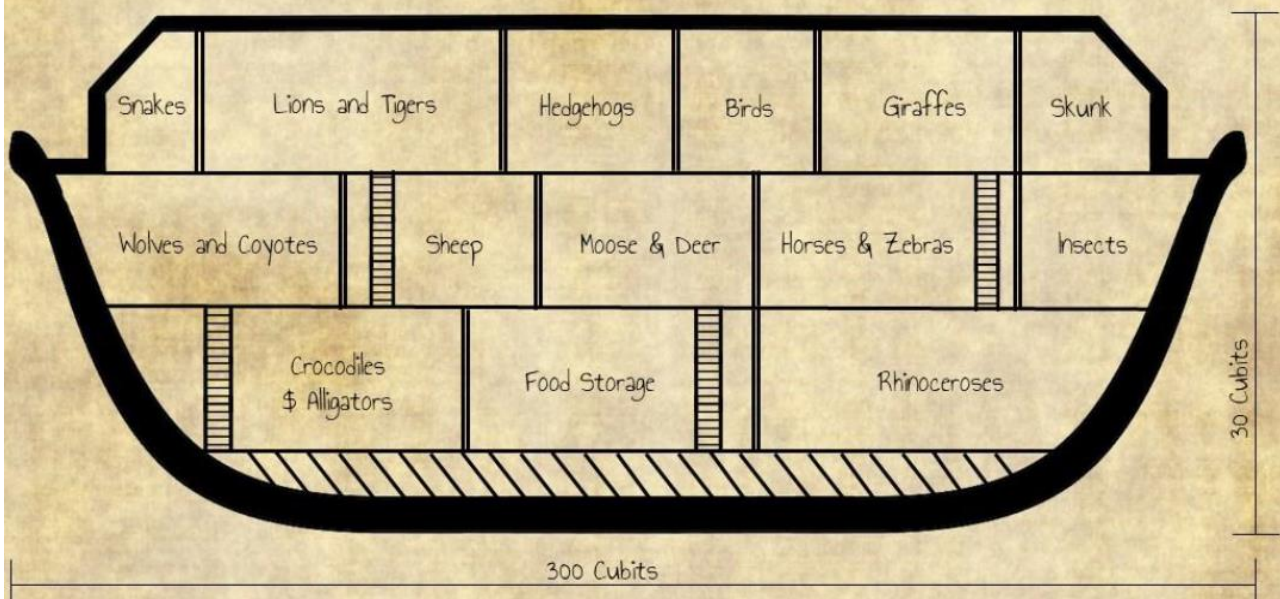 Snakes
Lions and Tigers
Hedgehogs
Birds
Giraffes
Skunk
Wolves and Coyotes
Sheep
Moose & Deer
Horses & Zebras
Insects
Crocodiles
$ Alligators
Food Storage
Rhinoceroses
30 Cubits
300 Cubits